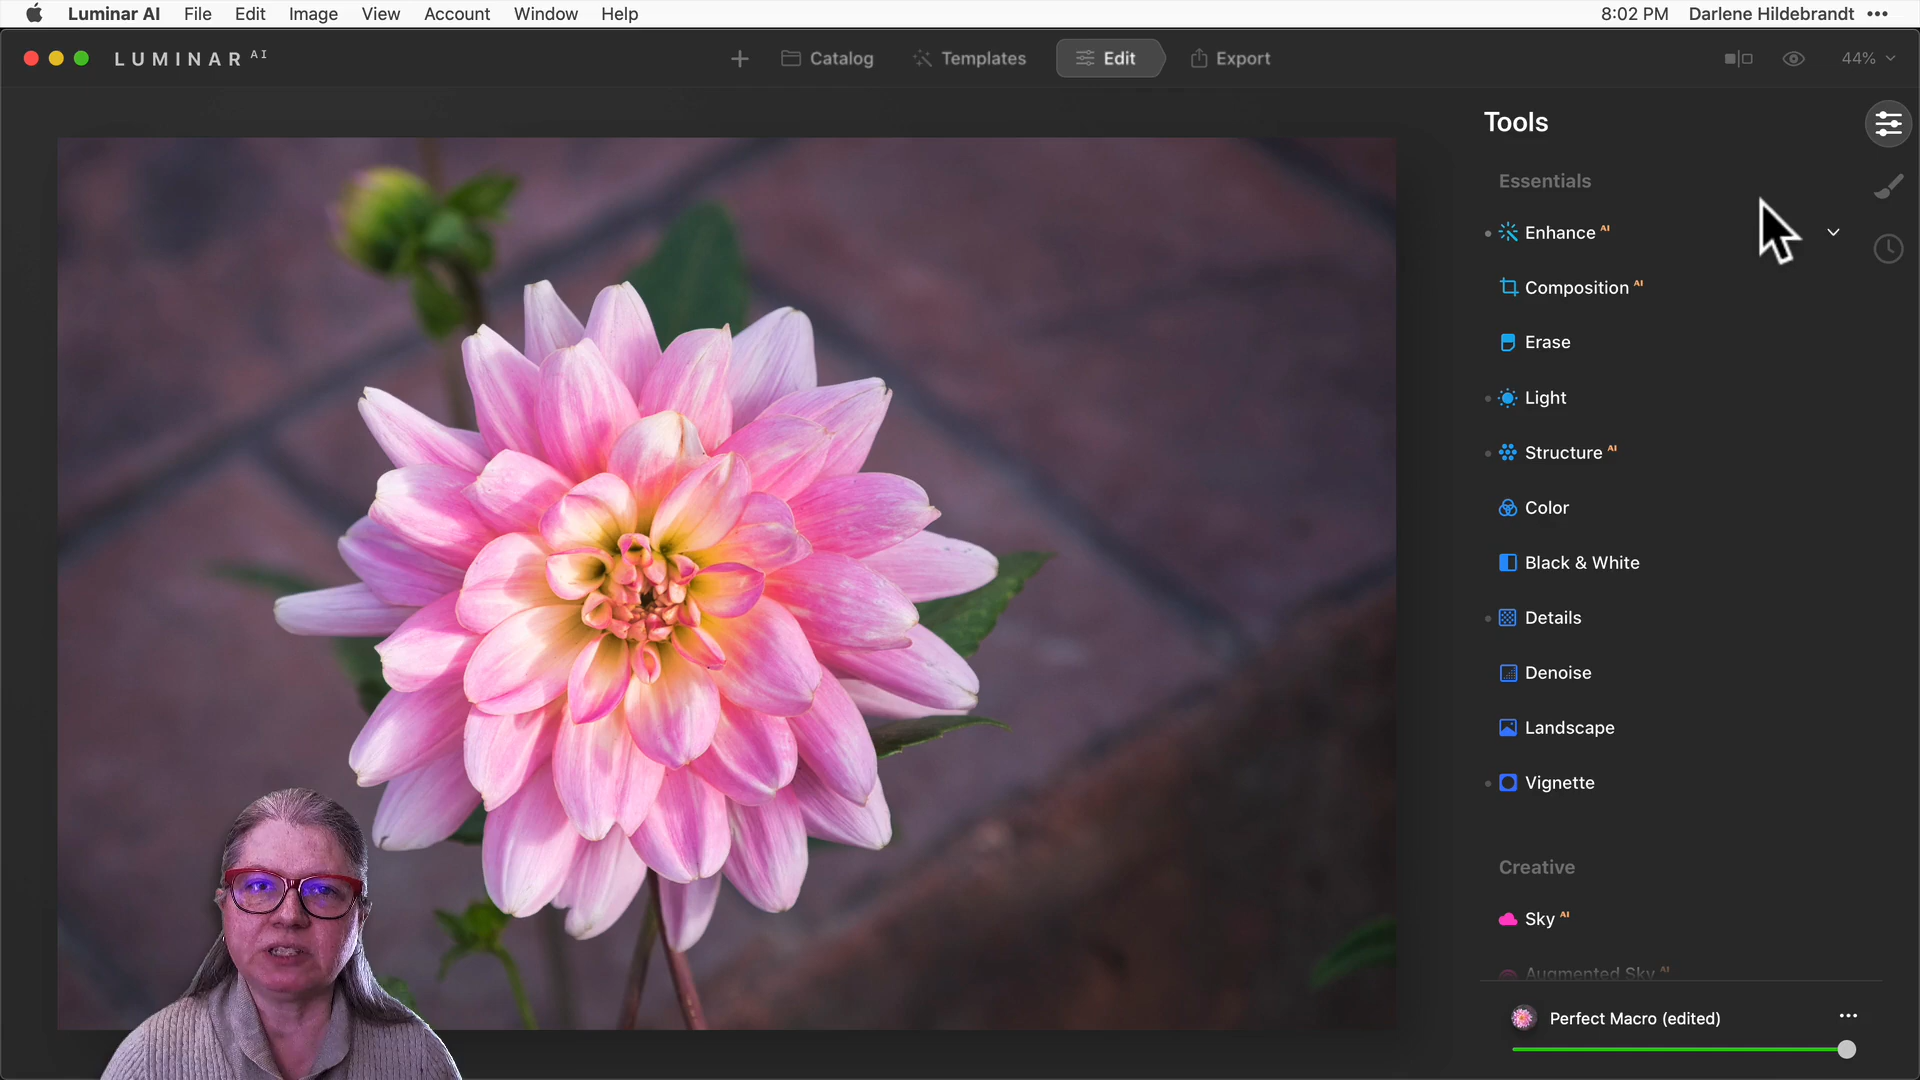 Luminar AI File Edit Image View Account Window Help 8:02 PM Darlene Hildebrandt
LUMINAR AI + Catalog Templates Edit Export 44%
Tools
Essentials
Enhance AI
Composition AI
Erase
Light
Structure AI
Color
Black & White
Details
Denoise
Landscape
Vignette
Creative
Sky AI
Augmented Sky AI
Perfect Macro (edited)